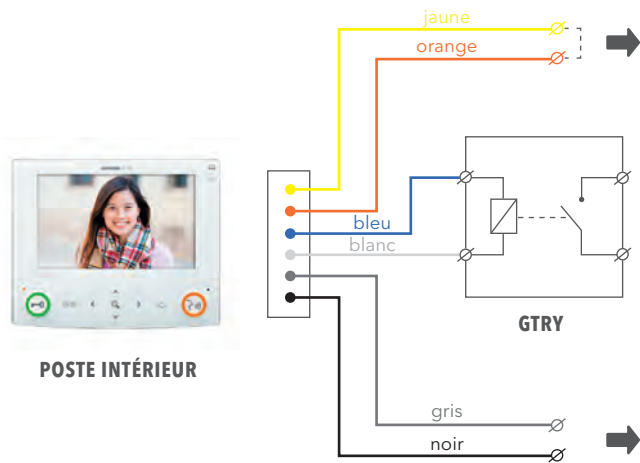 jaune
orange
bleu
blanc
GTRY
POSTE INTÉRIEUR
gris
noir